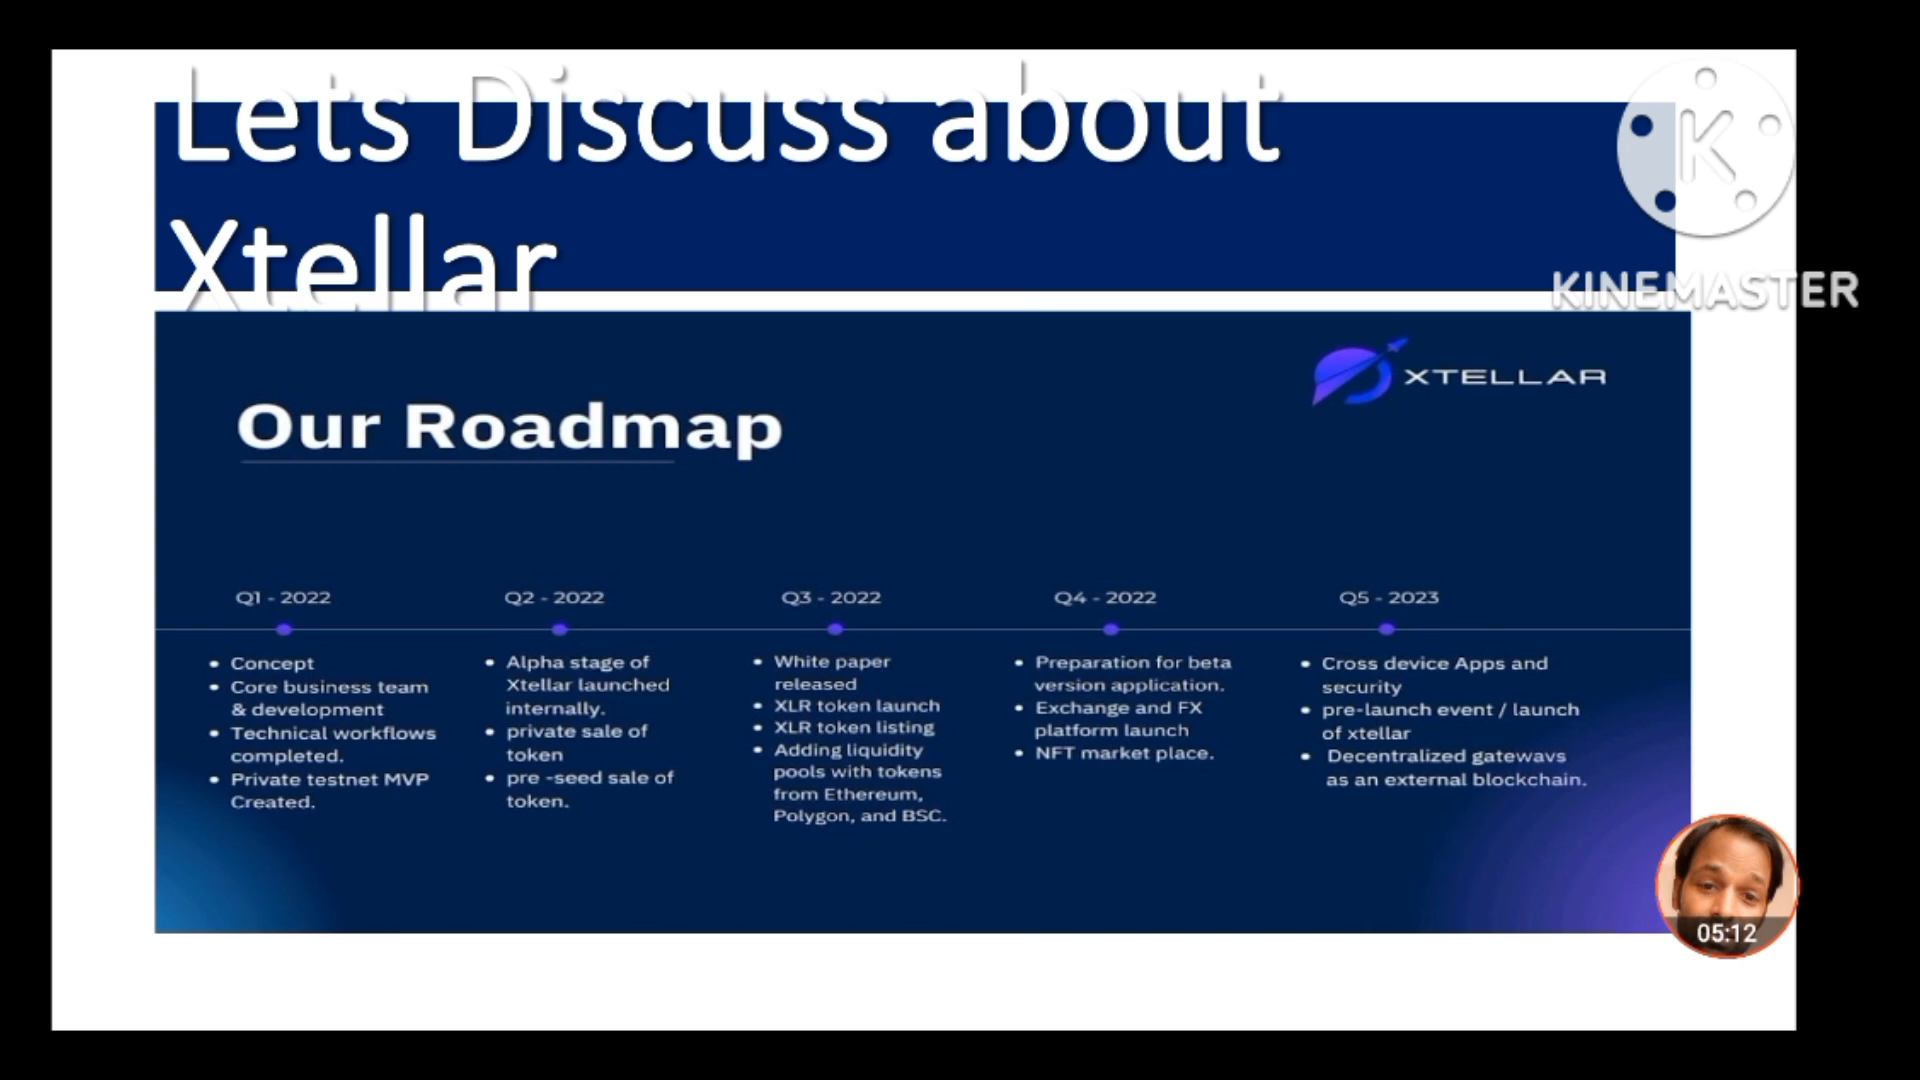 Lets Discuss about
Xtellar
KINEMASTER
XTELLAR
Our Roadmap
Q1 - 2022
Concept
Core business team
& development
Technical workflows
completed.
Private testnet MVP
Created.
Q2 - 2022
Alpha stage of
Xtellar launched
internally.
private sale of
token
pre -seed sale of
token.
Q3 - 2022
White paper
released
XLR token launch
XLR token listing
Adding liquidity
pools with tokens
from Ethereum,
Polygon, and BSC.
Q4 - 2022
Preparation for beta
version application.
Exchange and FX
platform launch
NFT market place.
Q5 - 2023
Cross device Apps and
security
pre-launch event / launch
of xtellar
Decentralized gateways
as an external blockchain.
05:12